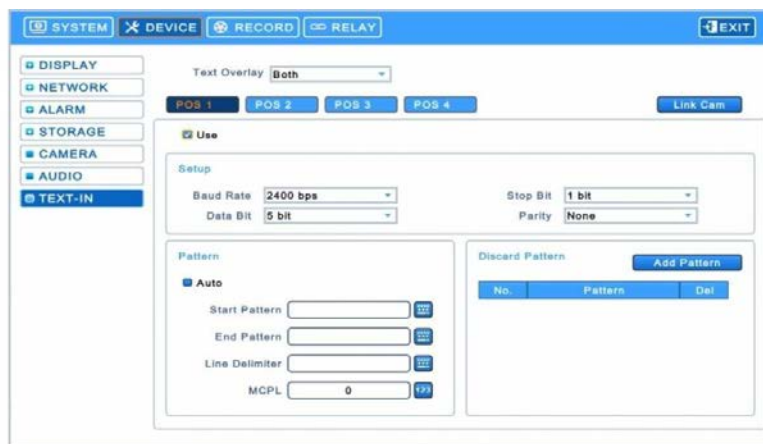 SYSTEM DEVICE RECORD RELAY EXIT
DISPLAY
NETWORK
ALARM
STORAGE
CAMERA
AUDIO
TEXT-IN
Text Overlay Both
POS 1 POS 2 POS 3 POS 4 Link Cam
Use
Setup
Baud Rate 2400 bps Stop Bit 1 bit
Data Bit 5 bit Parity None
Pattern
Auto
Start Pattern
End Pattern
Line Delimiter
MCPL 0 123
Discard Pattern Add Pattern
No. Pattern Del